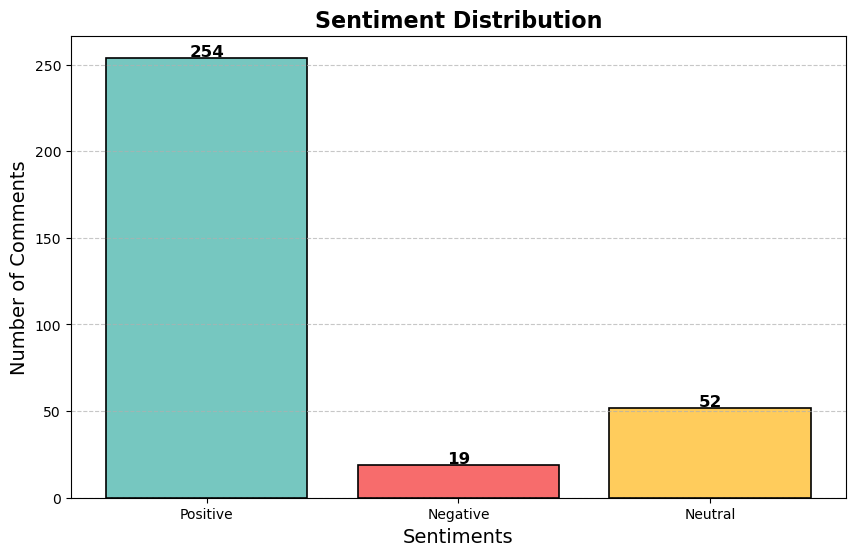 Sentiment Distribution
254
250
200
150
100
52
50
19
0
Number of Comments
Positive
Negative
Neutral
Sentiments